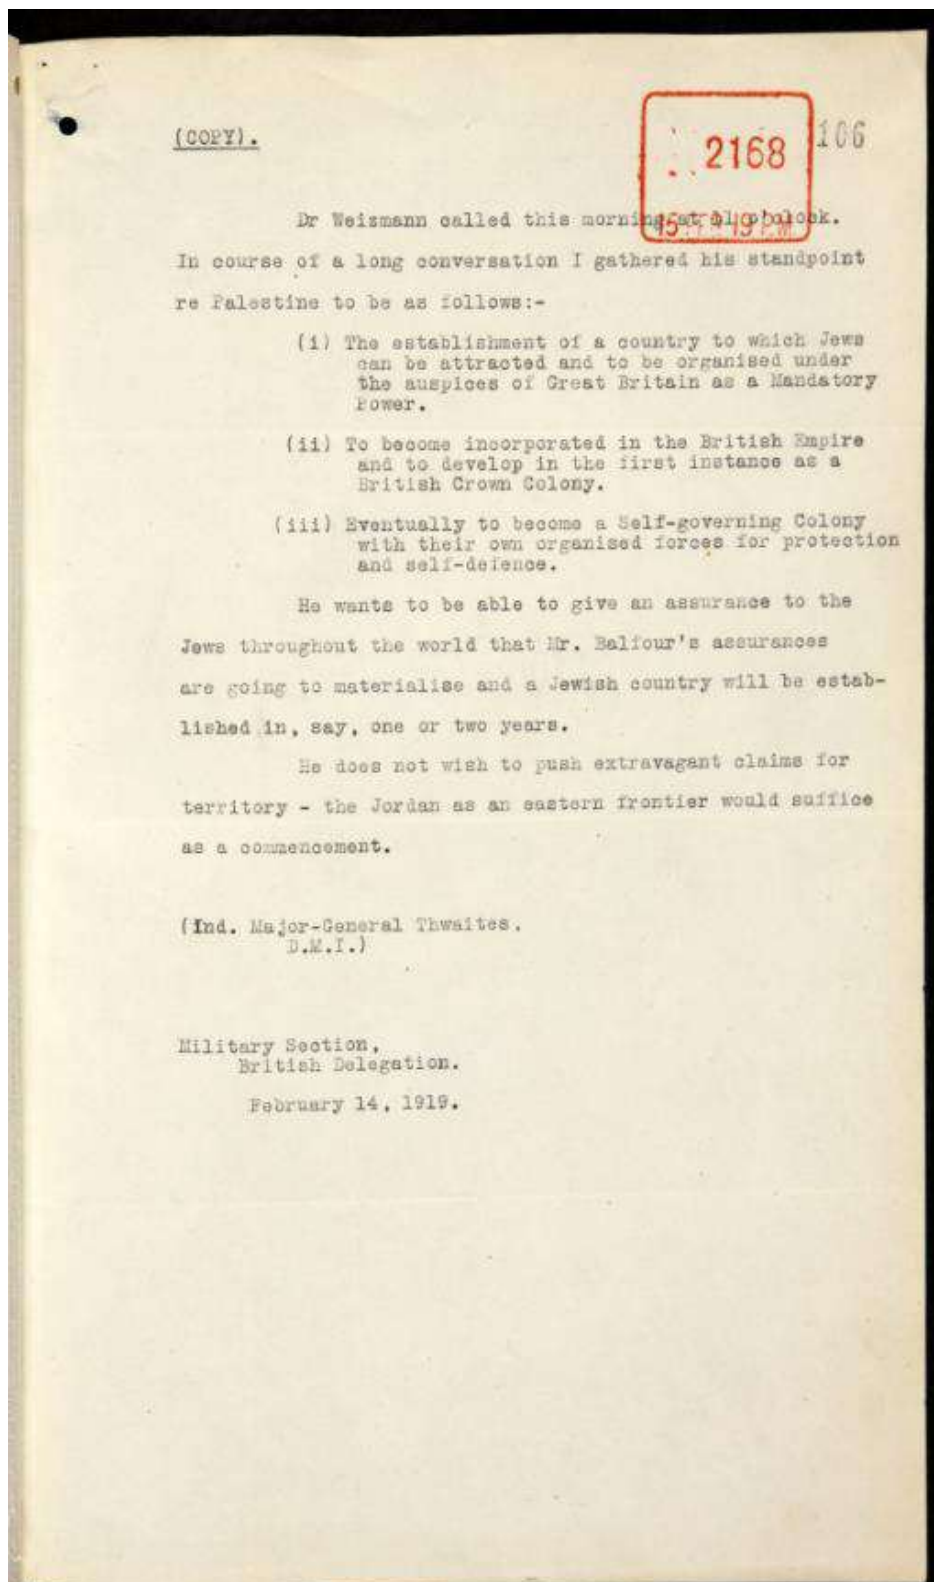 (COPY).
2168
106
Dr Weizmann called this morning at 11 o'clock.
In course of a long conversation I gathered his standpoint
re Palestine to be as follows:-
(i) The establishment of a country to which Jews
can be attracted and to be organised under
the auspices of Great Britain as a Mandatory
Power.
(ii) To become incorporated in the British Empire
and to develop in the first instance as a
British Crown Colony.
(iii) Eventually to become a Self-governing Colony
with their own organised forces for protection
and self-defence.
He wants to be able to give an assurance to the
Jews throughout the world that Mr. Balfour's assurances
are going to materialise and a Jewish country will be estab-
lished in, say, one or two years.
He does not wish to push extravagant claims for
territory - the Jordan as an eastern frontier would suffice
as a commencement.
(Ind. Major-General Thwaites.
D.M.I.)
Military Section,
British Delegation.
February 14, 1919.